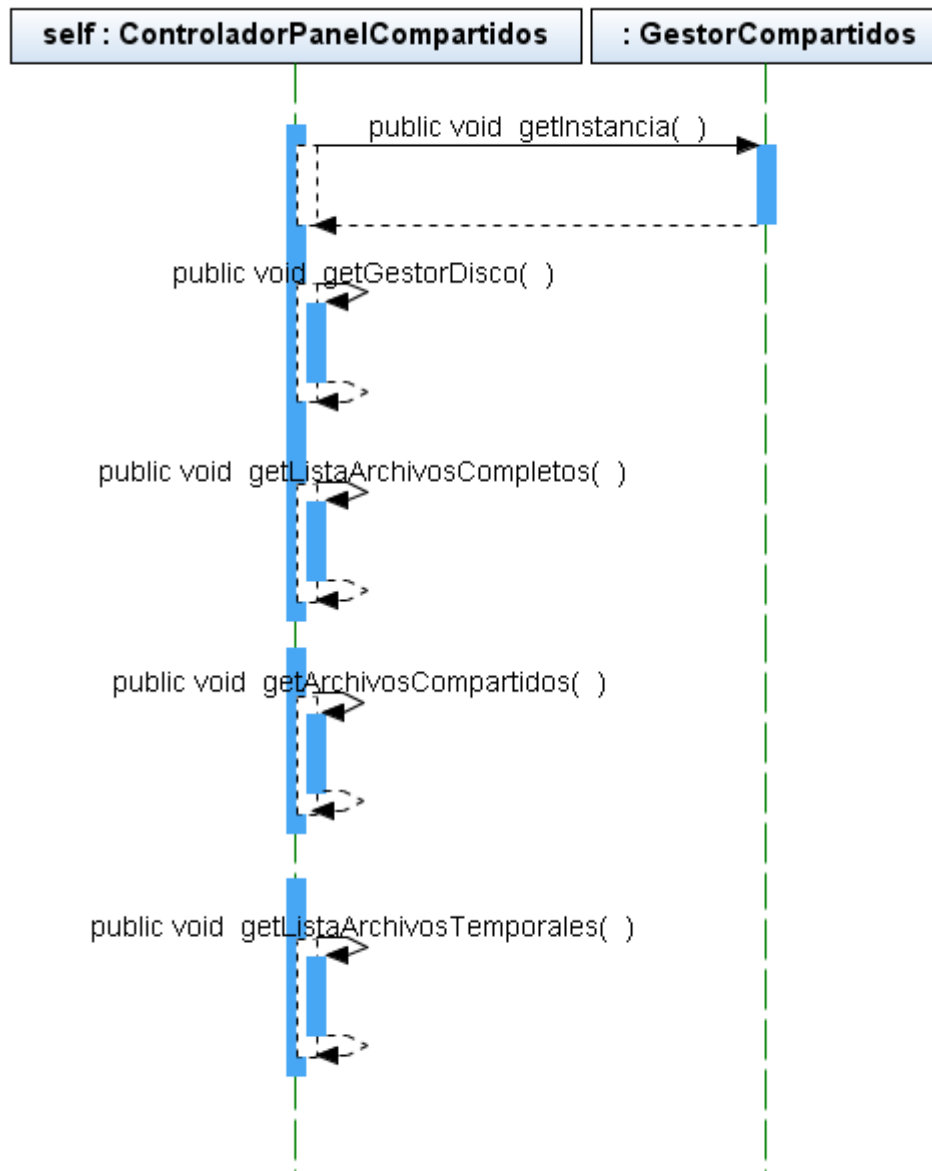 self : ControladorPanelCompartidos
: GestorCompartidos
public void  getInstancia(  )
public void  getGestorDisco(  )
public void  getListaArchivosCompletos(  )
public void  getArchivosCompartidos(  )
public void  getListaArchivosTemporales(  )